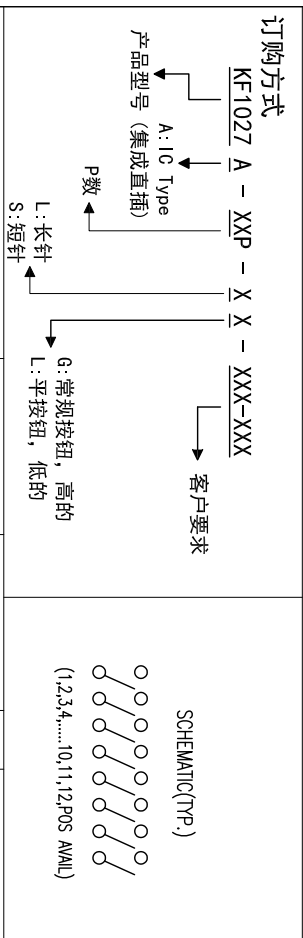 订购方式
KF1027 A - XXP - X X - XXX-XXX
客户要求
G:常规按钮，高的
L:平按钮，低的
L:长针
S:短针
P数
A:IC Type
(集成直插)
产品型号
SCHEMATIC(TYP.)
(1,2,3,4,.....10,11,12,POS AVAIL)